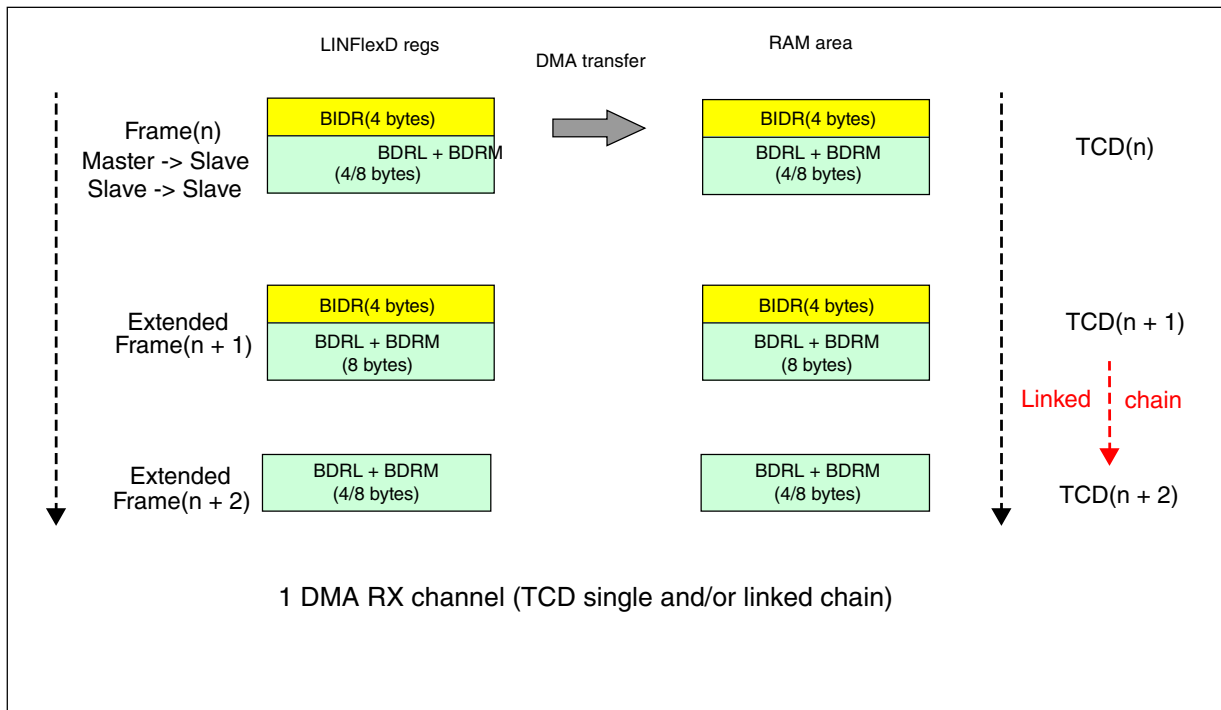 LINFlexD regs
DMA transfer
RAM area
Frame(n)
Master -> Slave
Slave -> Slave
BIDR(4 bytes)
BDRL + BDRM
(4/8 bytes)
BIDR(4 bytes)
BDRL + BDRM
(4/8 bytes)
TCD(n)
Extended
Frame(n + 1)
BIDR(4 bytes)
BDRL + BDRM
(8 bytes)
BIDR(4 bytes)
BDRL + BDRM
(8 bytes)
TCD(n + 1)
Linked chain
Extended
Frame(n + 2)
BDRL + BDRM
(4/8 bytes)
BDRL + BDRM
(4/8 bytes)
TCD(n + 2)
1 DMA RX channel (TCD single and/or linked chain)